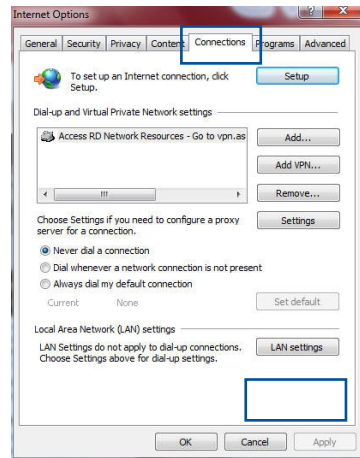 Internet Options
General Security Privacy Content Connections Programs Advanced
To set up an Internet connection, click
Setup.
Setup
Dial-up and Virtual Private Network settings
Access RD Network Resources - Go to vpn.as
Add...
Add VPN...
Remove...
Choose Settings if you need to configure a proxy
server for a connection.
Settings
Never dial a connection
Dial whenever a network connection is not present
Always dial my default connection
Current None
Set default
Local Area Network (LAN) settings
LAN Settings do not apply to dial-up connections.
Choose Settings above for dial-up settings.
LAN settings
OK Cancel Apply